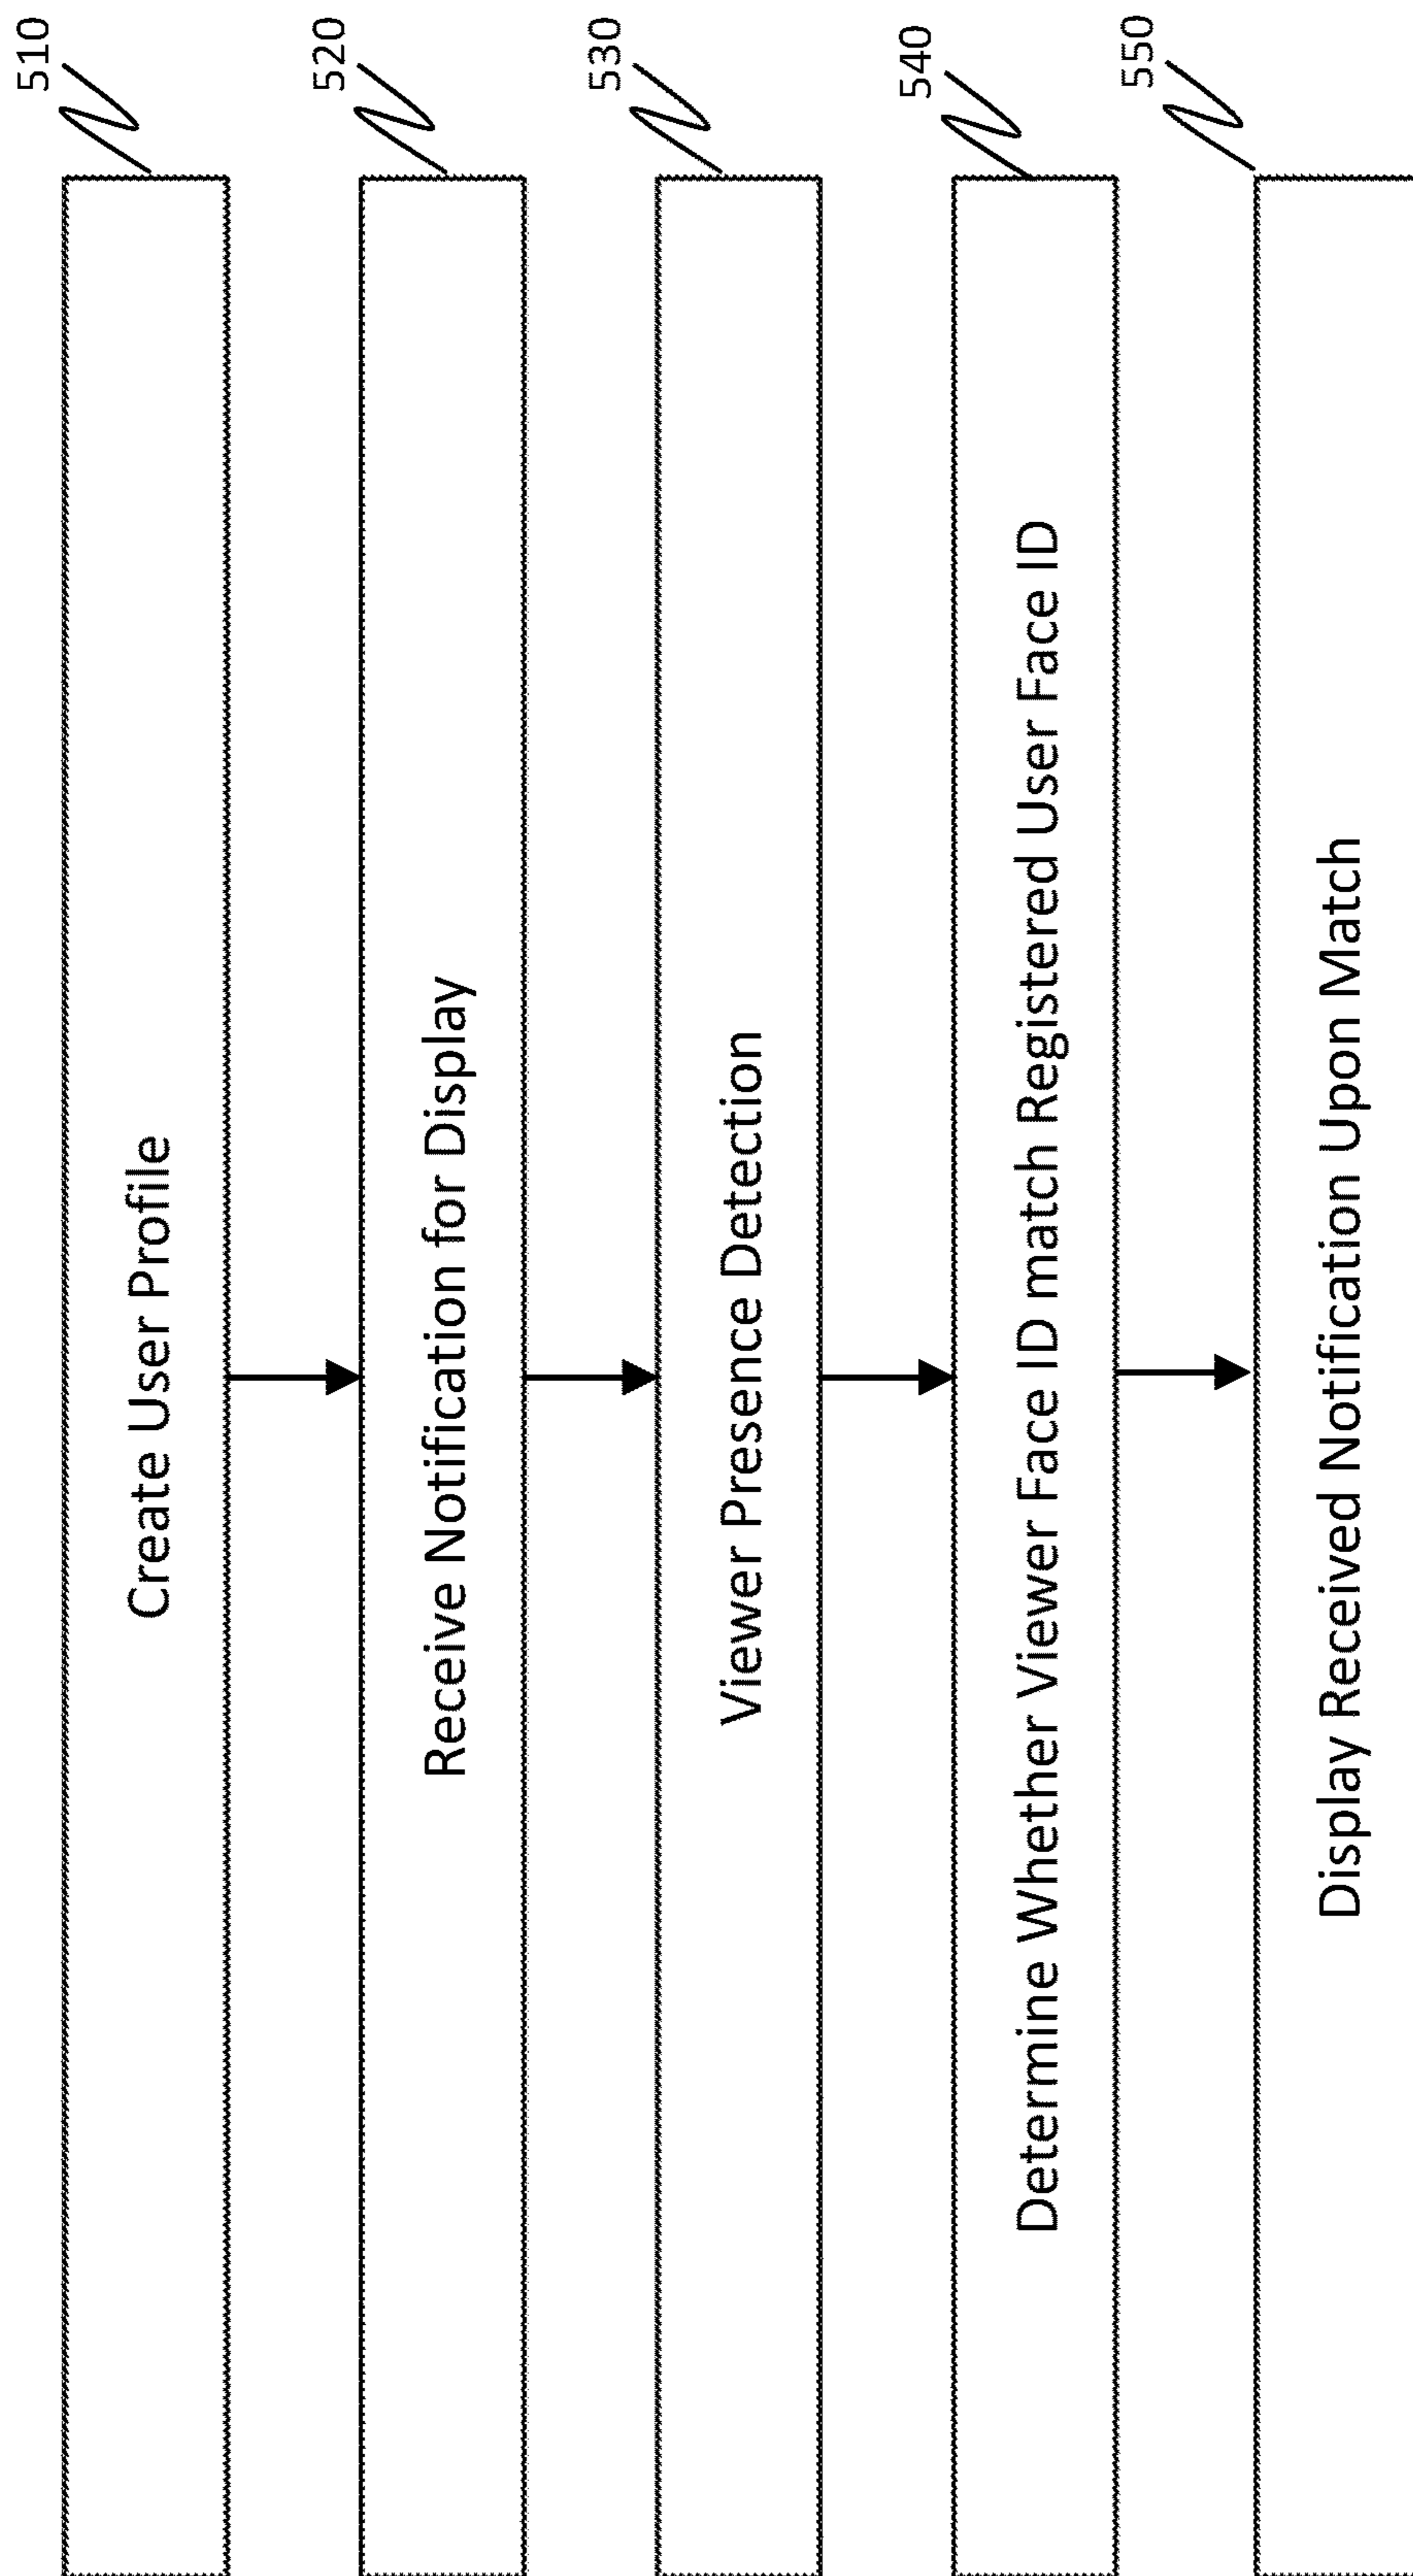 510
Create User Profile
520
Receive Notification for Display
530
Viewer Presence Detection
540
Determine Whether Viewer Face ID match Registered User Face ID
550
Display Received Notification Upon Match